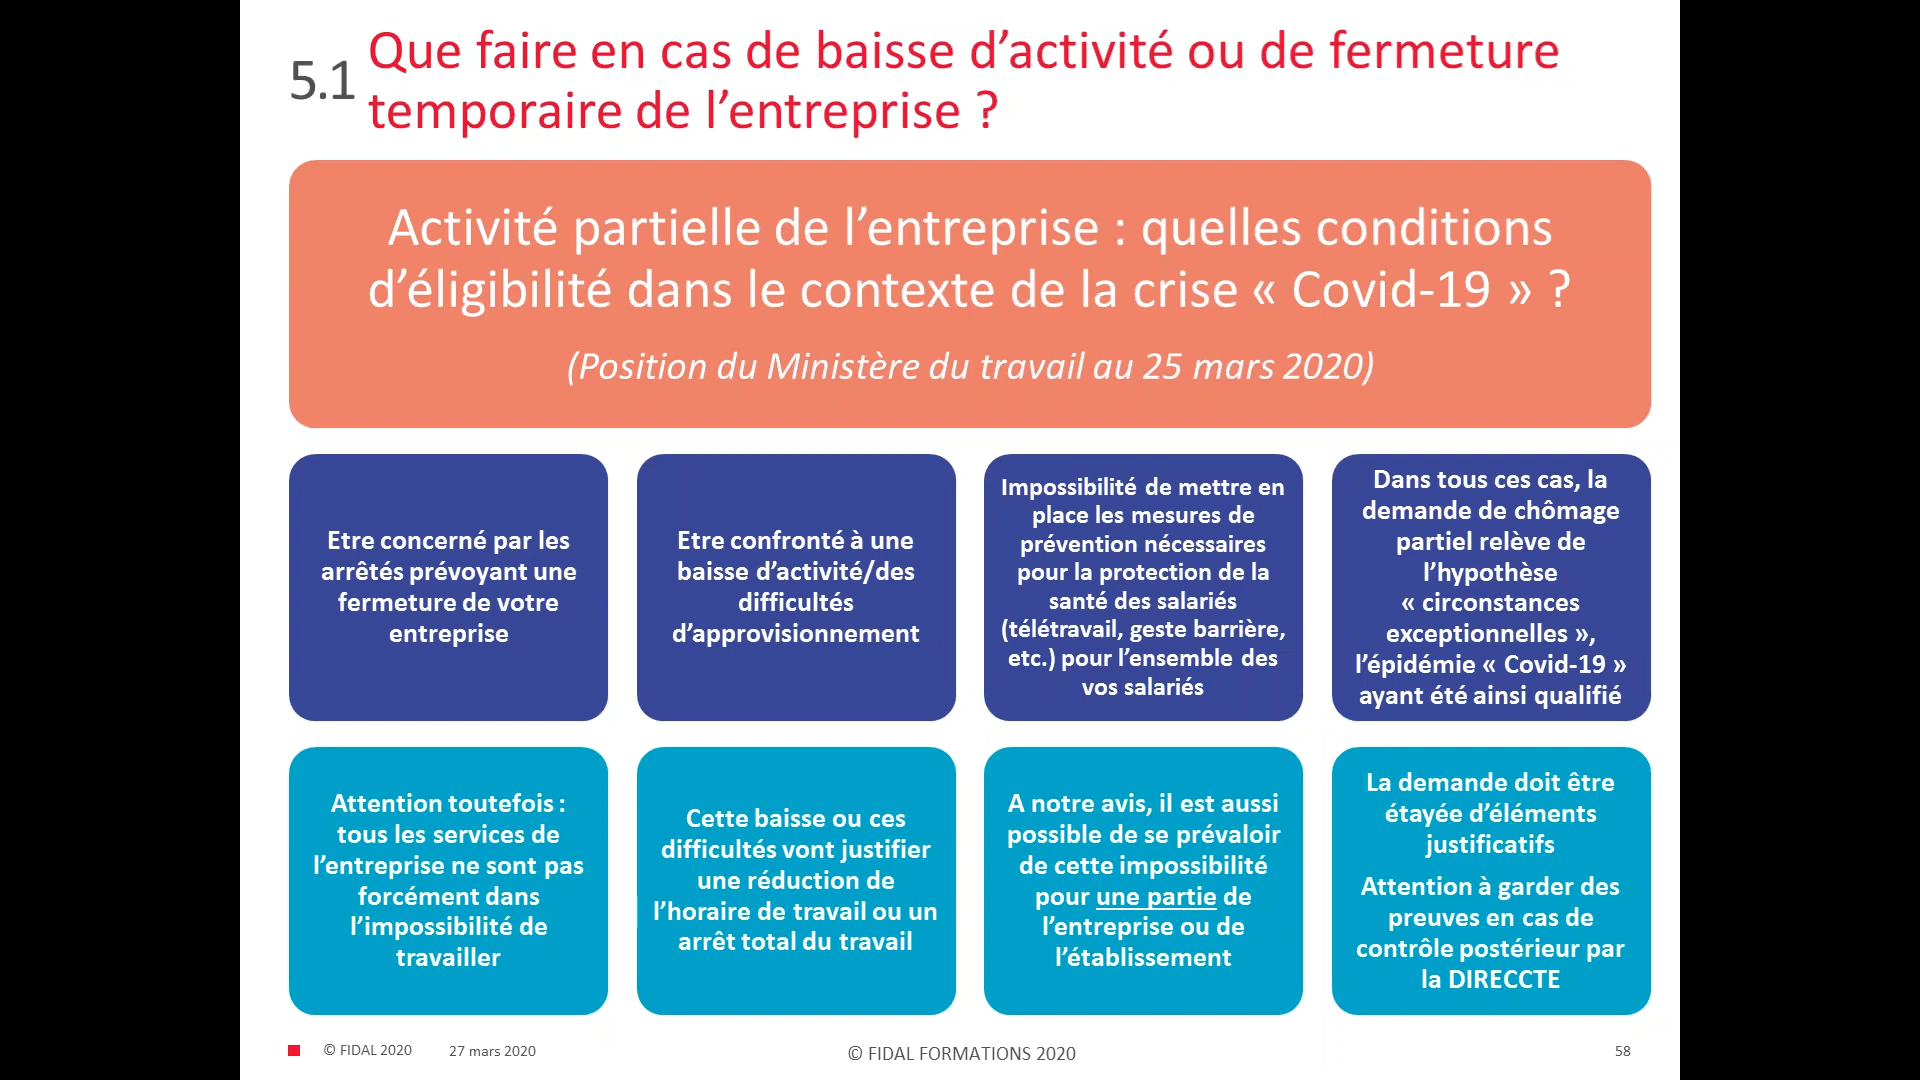 5.1
Que faire en cas de baisse d’activité ou de fermeture
temporaire de l’entreprise ?
Activité partielle de l’entreprise : quelles conditions
d’éligibilité dans le contexte de la crise « Covid-19 » ?
(Position du Ministère du travail au 25 mars 2020)
Etre concerné par les
arrêtés prévoyant une
fermeture de votre
entreprise
Etre confronté à une
baisse d’activité/des
difficultés
d’approvisionnement
Impossibilité de mettre en
place les mesures de
prévention nécessaires
pour la protection de la
santé des salariés
(télétravail, geste barrière,
etc.) pour l’ensemble des
vos salariés
Dans tous ces cas, la
demande de chômage
partiel relève de
l’hypothèse
« circonstances
exceptionnelles »,
l’épidémie « Covid-19 »
ayant été ainsi qualifié
Attention toutefois :
tous les services de
l’entreprise ne sont pas
forcément dans
l’impossibilité de
travailler
Cette baisse ou ces
difficultés vont justifier
une réduction de
l’horaire de travail ou un
arrêt total du travail
A notre avis, il est aussi
possible de se prévaloir
de cette impossibilité
pour une partie de
l’entreprise ou de
l’établissement
La demande doit être
étayée d’éléments
justificatifs
Attention à garder des
preuves en cas de
contrôle postérieur par
la DIRECCTE
© FIDAL 2020
27 mars 2020
© FIDAL FORMATIONS 2020
58